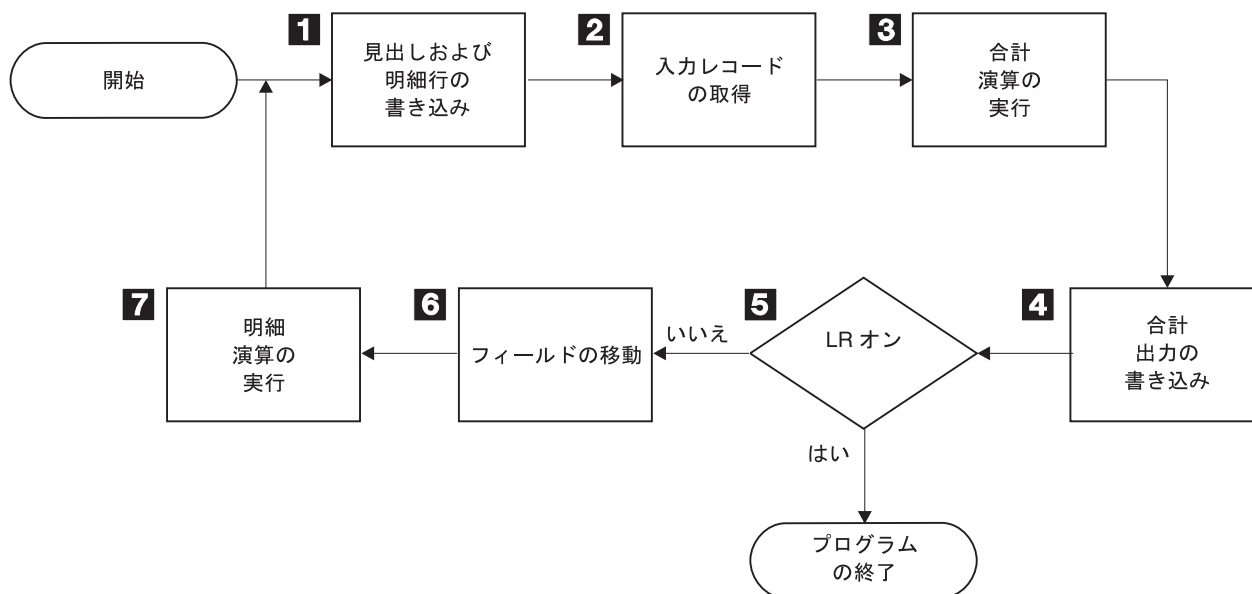 開始
1
見出しおよび
明細行の
書き込み
2
入力レコード
の取得
3
合計
演算の
実行
4
合計
出力の
書き込み
5
LR オン
いいえ
はい
6
フィールドの移動
7
明細
演算の
実行
プログラム
の終了